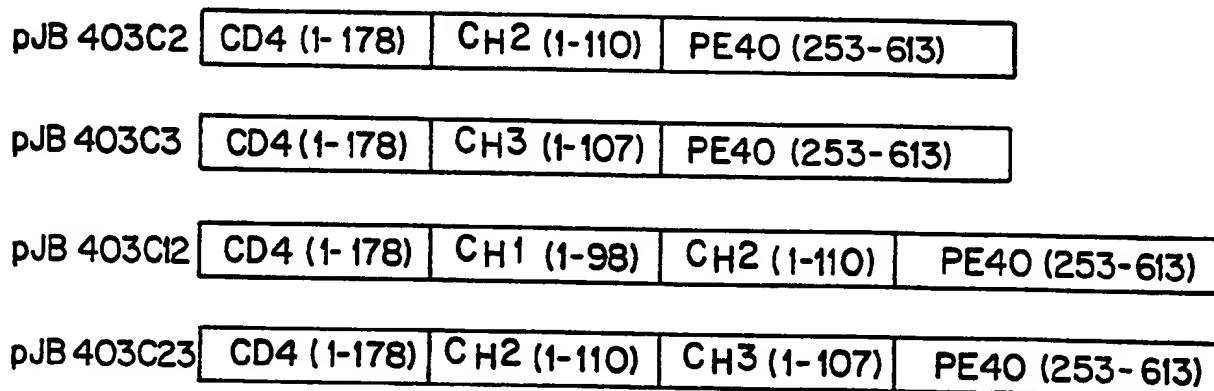 pJB 403C2 CD4 (1-178) CH2 (1-110) PE40 (253-613)
pJB 403C3 CD4 (1-178) CH3 (1-107) PE40 (253-613)
pJB 403C12 CD4 (1-178) CH1 (1-98) CH2 (1-110) PE40 (253-613)
pJB 403C23 CD4 (1-178) CH2 (1-110) CH3 (1-107) PE40 (253-613)